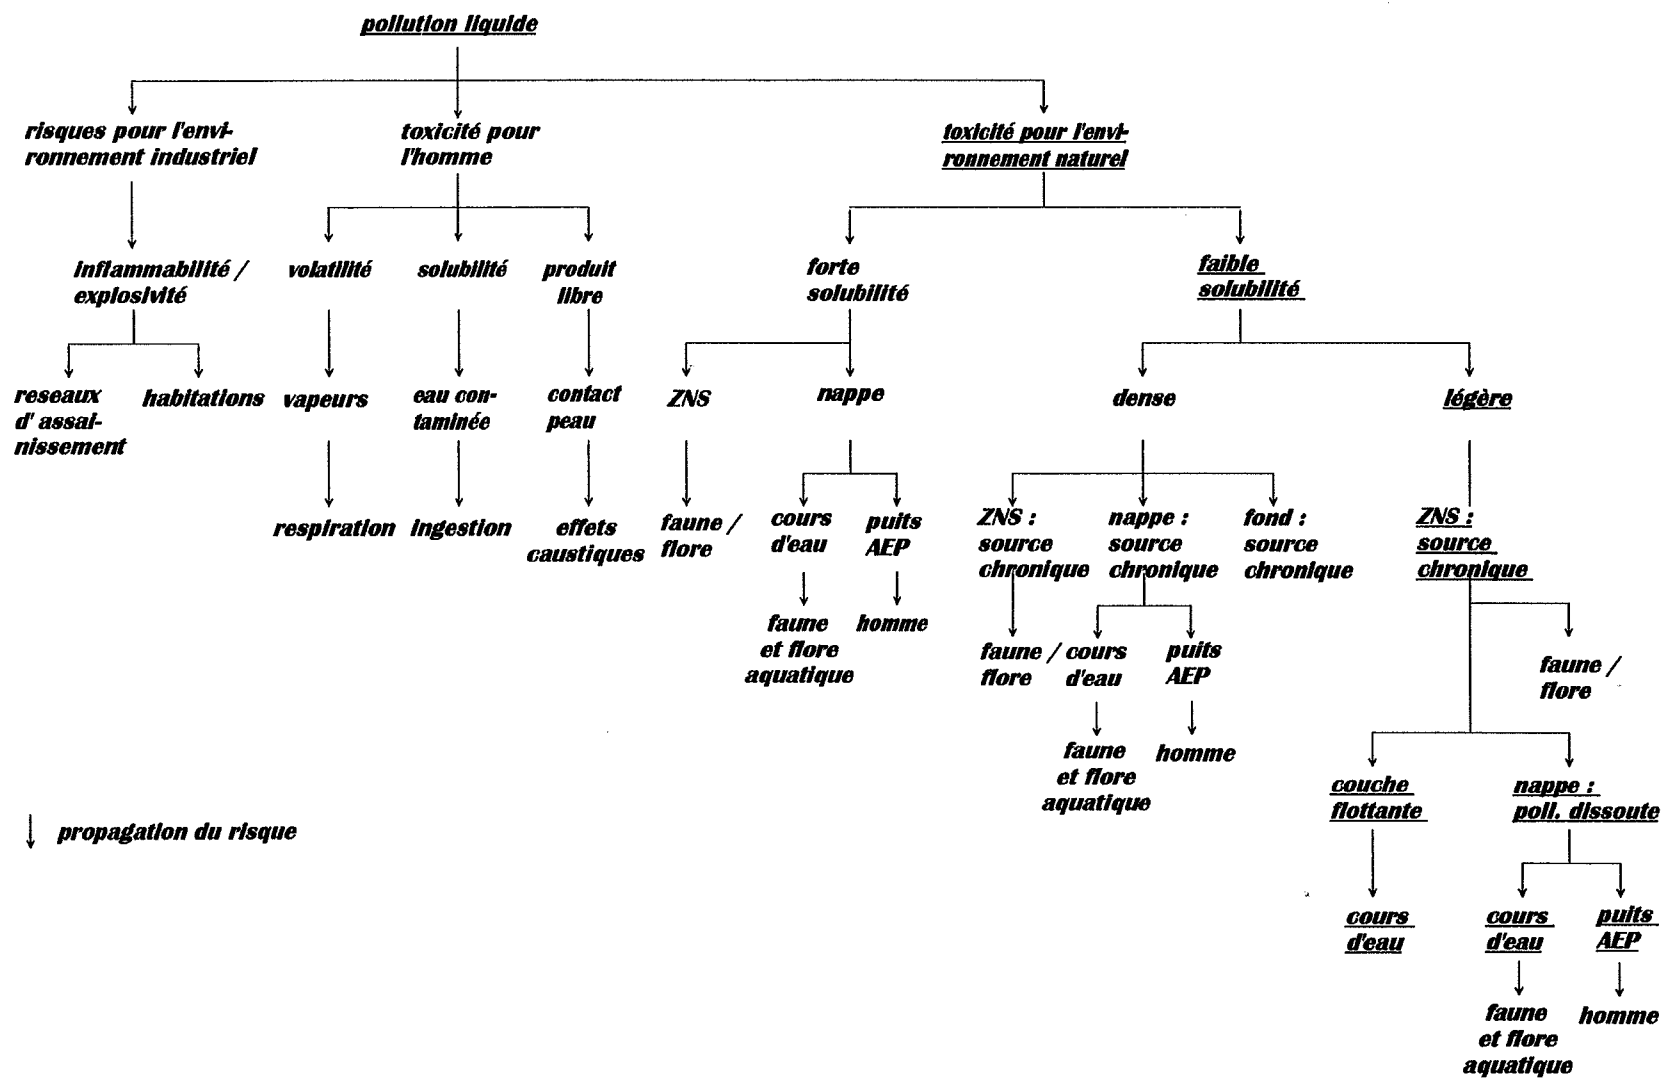 pollution liquide
risques pour l'envi-
ronnement industriel
toxicité pour
l'homme
toxicité pour l'envi-
ronnement naturel
inflammabilité /
explosivité
volatilité
solubilité
produit
libre
forte
solubilité
faible
solubilité
reseaux
d' assai-
nissement
habitations
vapeurs
eau con-
taminée
contact
peau
ZNS
nappe
dense
légère
respiration
ingestion
effets
caustiques
faune /
flore
cours
d'eau
puits
AEP
ZNS :
source
chronique
nappe :
source
chronique
fond :
source
chronique
ZNS :
source
chronique
faune
et flore
aquatique
homme
faune /
flore
cours
d'eau
puits
AEP
faune /
flore
faune
et flore
aquatique
homme
couche
flottante
nappe :
poll. dissoute
propagation du risque
cours
d'eau
cours
d'eau
puits
AEP
faune
et flore
aquatique
homme